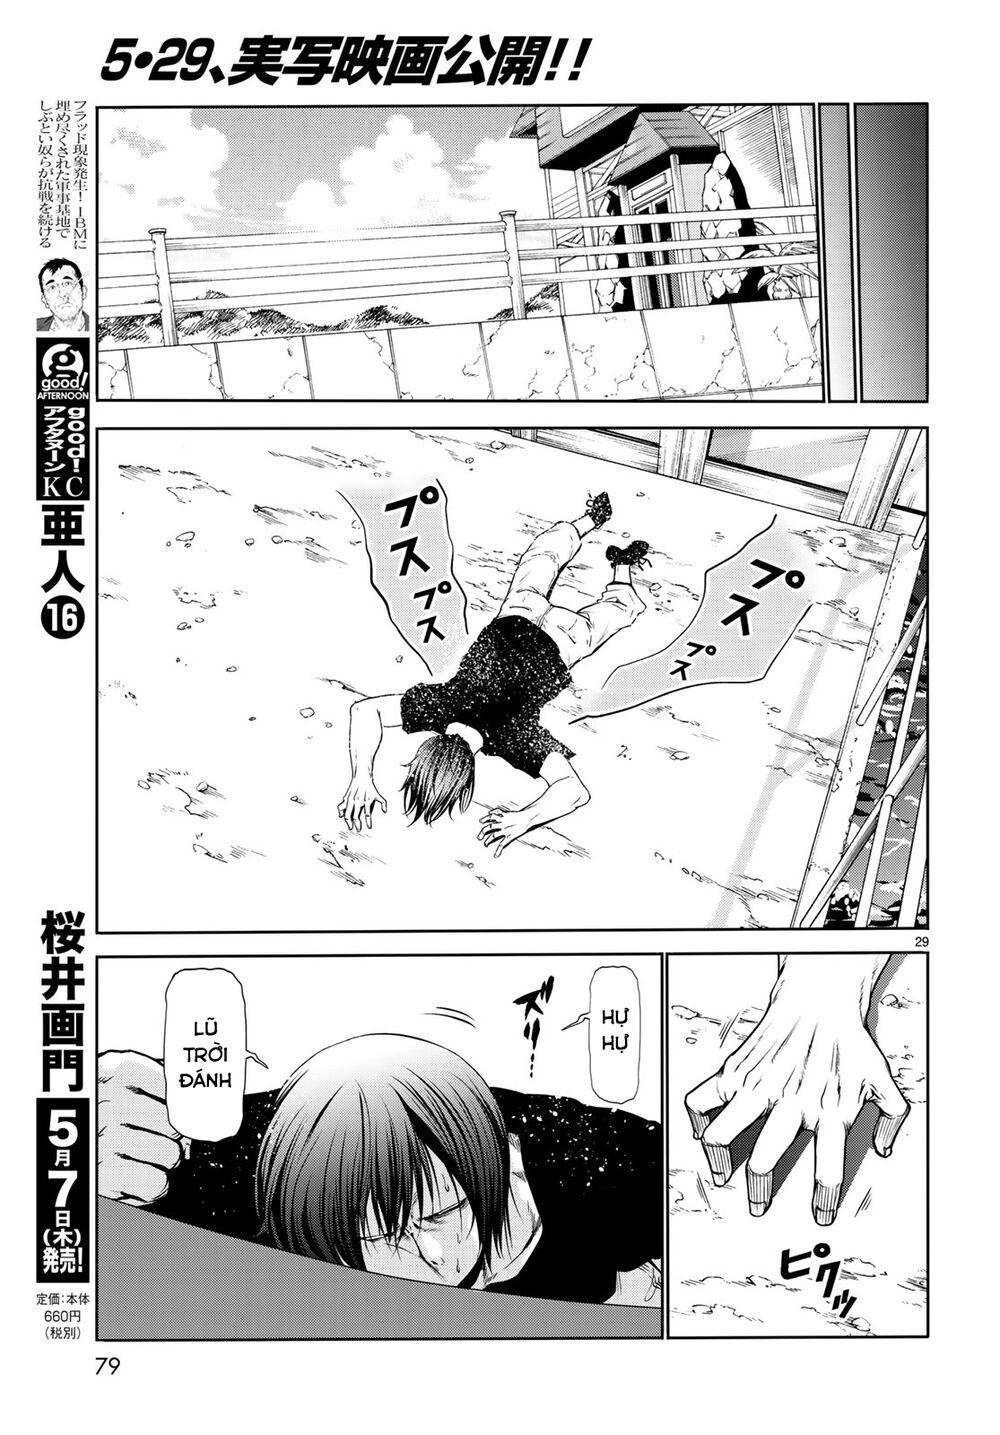 5•29、実写映画公開!!
フラッド現象発生！IBMに
埋め尽くされた軍事基地で
しぶとい奴らが抗戦を続ける
g
good!
AFTERNOON
good!
アフタヌーン
KC
亜人
16
桜井画門
5月7日(木)発売!
定価:本体
660円
(税別)
プスプス
プスプス
29
ピクッ
HỰ
HỰ
ズッ
LŨ
TRỜI
ĐÁNH
79